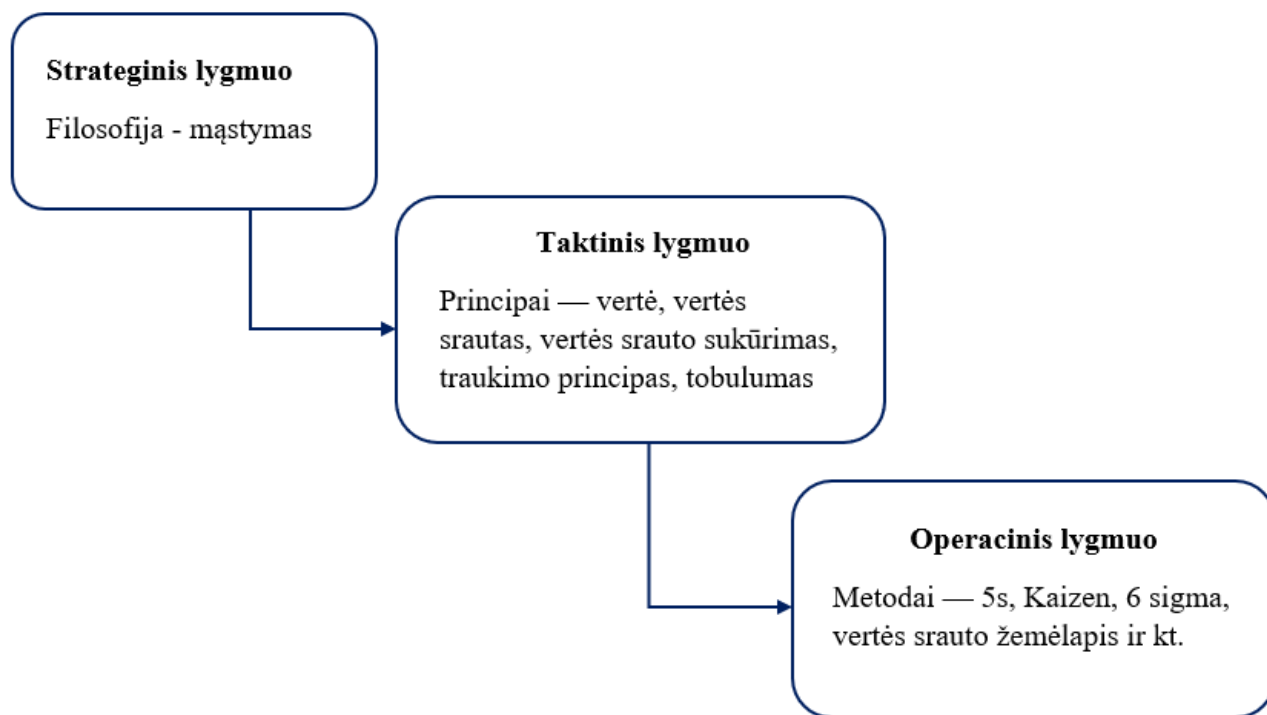 Strateginis lygmuo
Filosofija - mąstymas
Taktinis lygmuo
Principai — vertė, vertės
srautas, vertės srauto sukūrimas,
traukimo principas, tobulumas
Operacinis lygmuo
Metodai — 5s, Kaizen, 6 sigma,
vertės srauto žemėlapis ir kt.